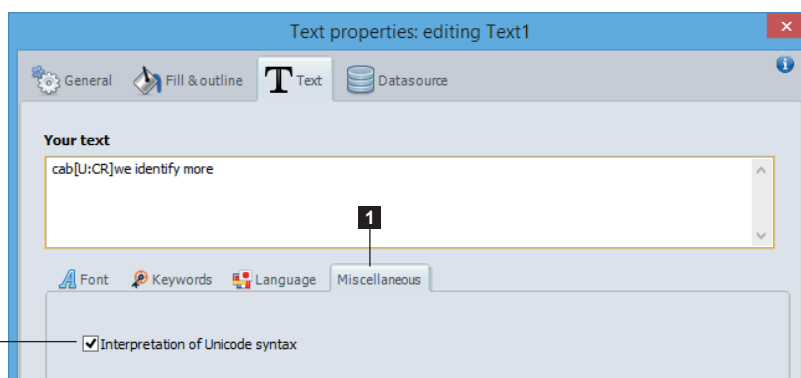 Text properties: editing Text1
General Fill & outline Text Datasource
Your text
cab[U:CR]we identify more
1
Font Keywords Language Miscellaneous
Interpretation of Unicode syntax